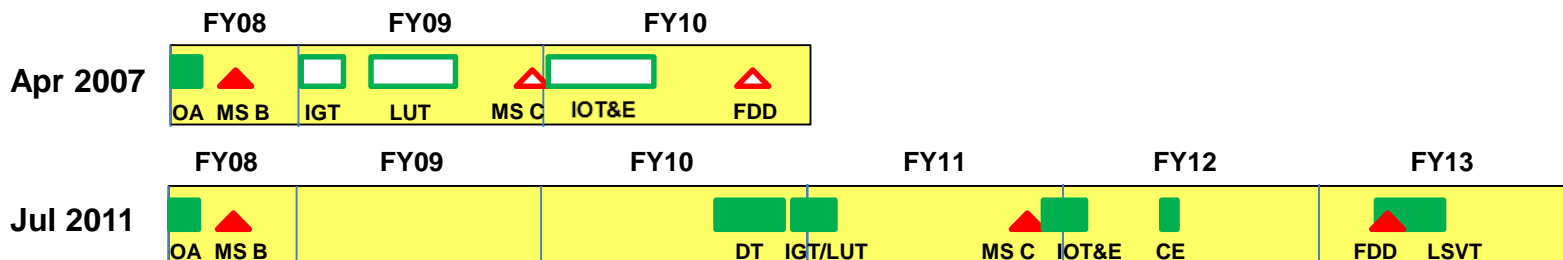 FY08 FY09 FY10
Apr 2007
OA MS B IGT LUT MS C IOT&E FDD
FY08 FY09 FY10 FY11 FY12 FY13
Jul 2011
OA MS B DT IGT/LUT MS C IOT&E CE FDD LSVT